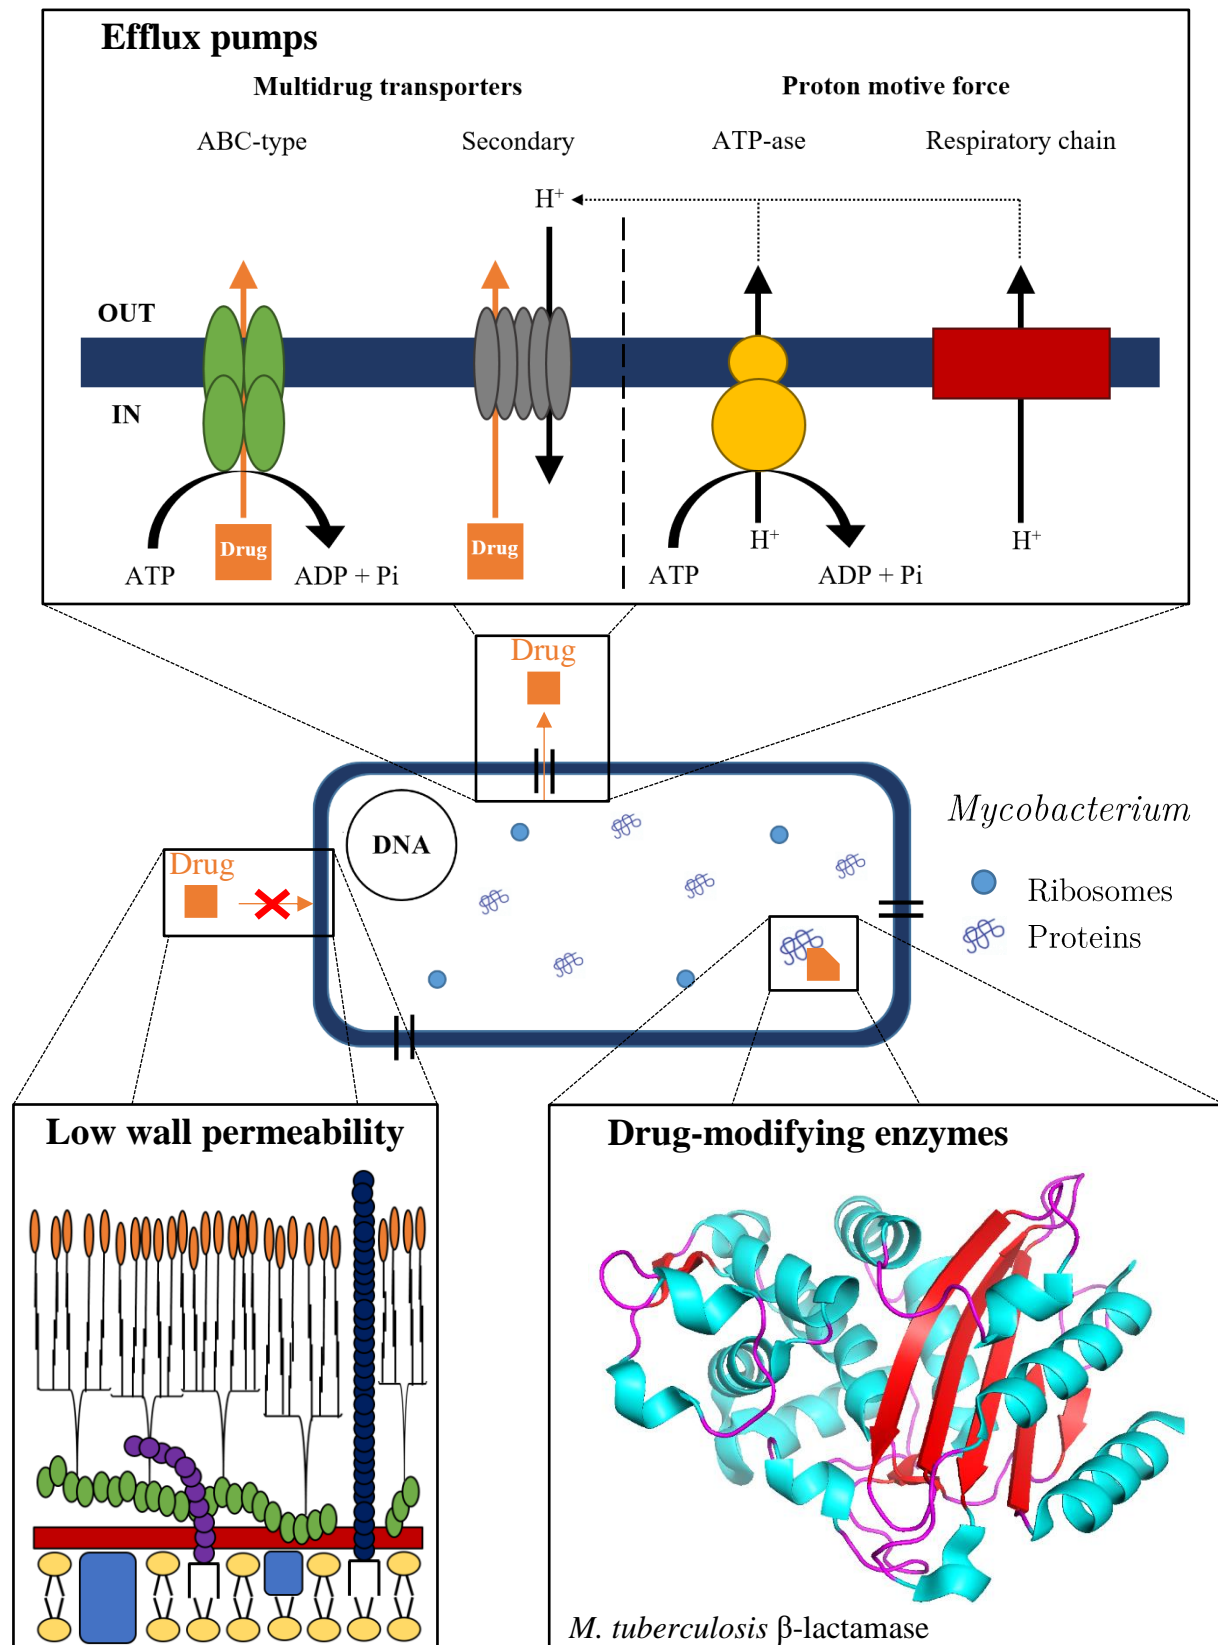 Efflux pumps
Multidrug transporters
Proton motive force
ABC-type
Secondary
ATP-ase
Respiratory chain
H⁺
OUT
IN
Drug
ATP
ADP + Pi
Drug
H⁺
ATP
ADP + Pi
H⁺
Drug
DNA
Drug
Mycobacterium
Ribosomes
Proteins
Low wall permeability
Drug-modifying enzymes
M. tuberculosis β-lactamase